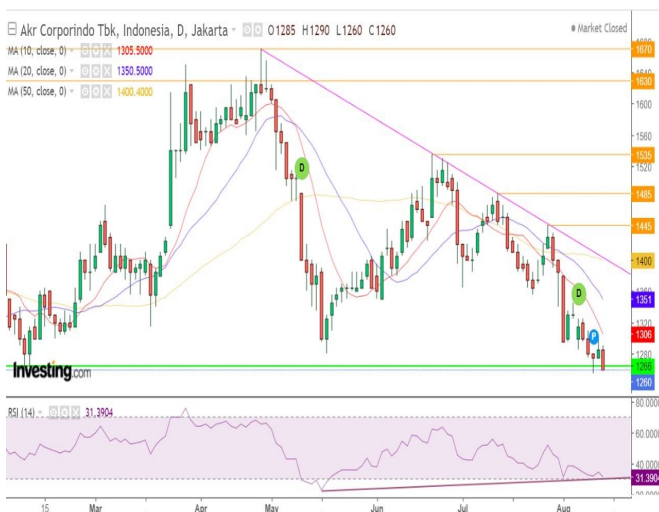 Akr Corporindo Tbk, Indonesia, D, Jakarta O1285 H1290 L1260 C1260
Market Closed
MA (10, close, 0) 1305.5000
MA (20, close, 0) 1350.5000
MA (50, close, 0) 1400.4000
1670
1630
1600
1560
1535
1520
1485
1445
1400
1351
1320
1306
1280
1266
1260
D
D
P
Investing.com
RSI (14) 31.3904
80.0000
60.0000
40.0000
31.3904
15 Mar Apr May Jun Jul Aug